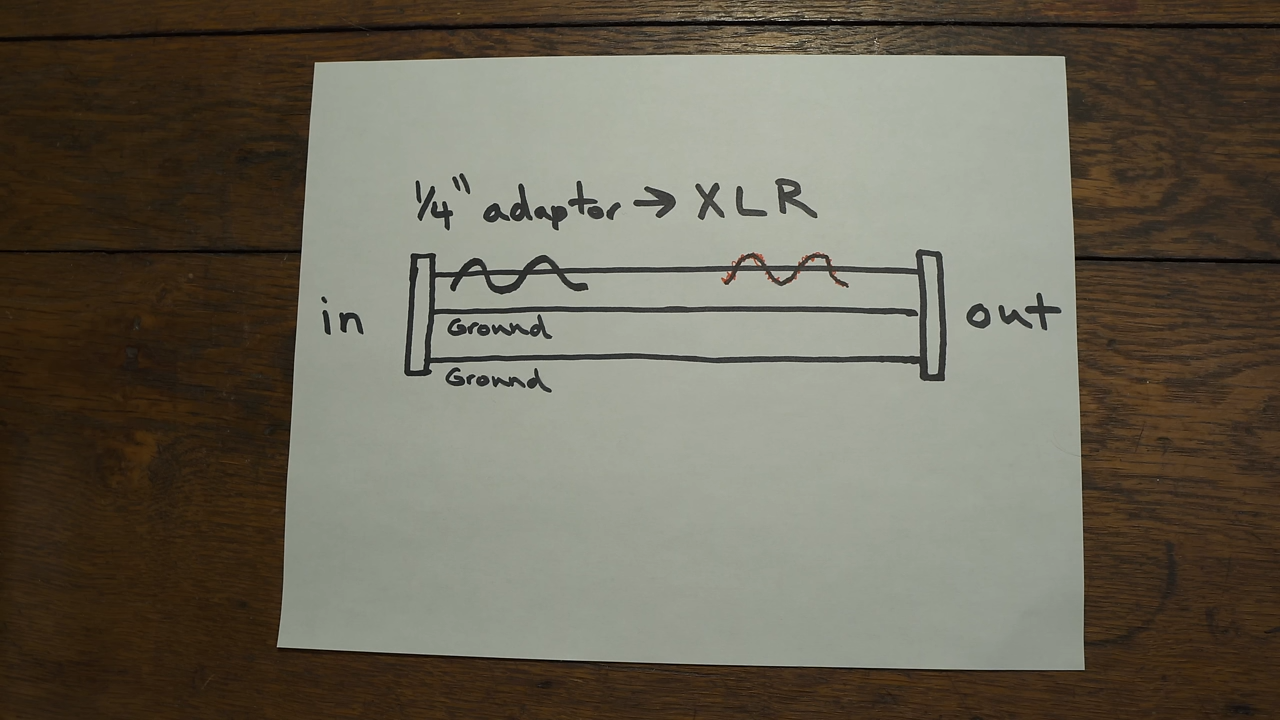 1/4" adaptor → XLR
in
out
Ground
Ground